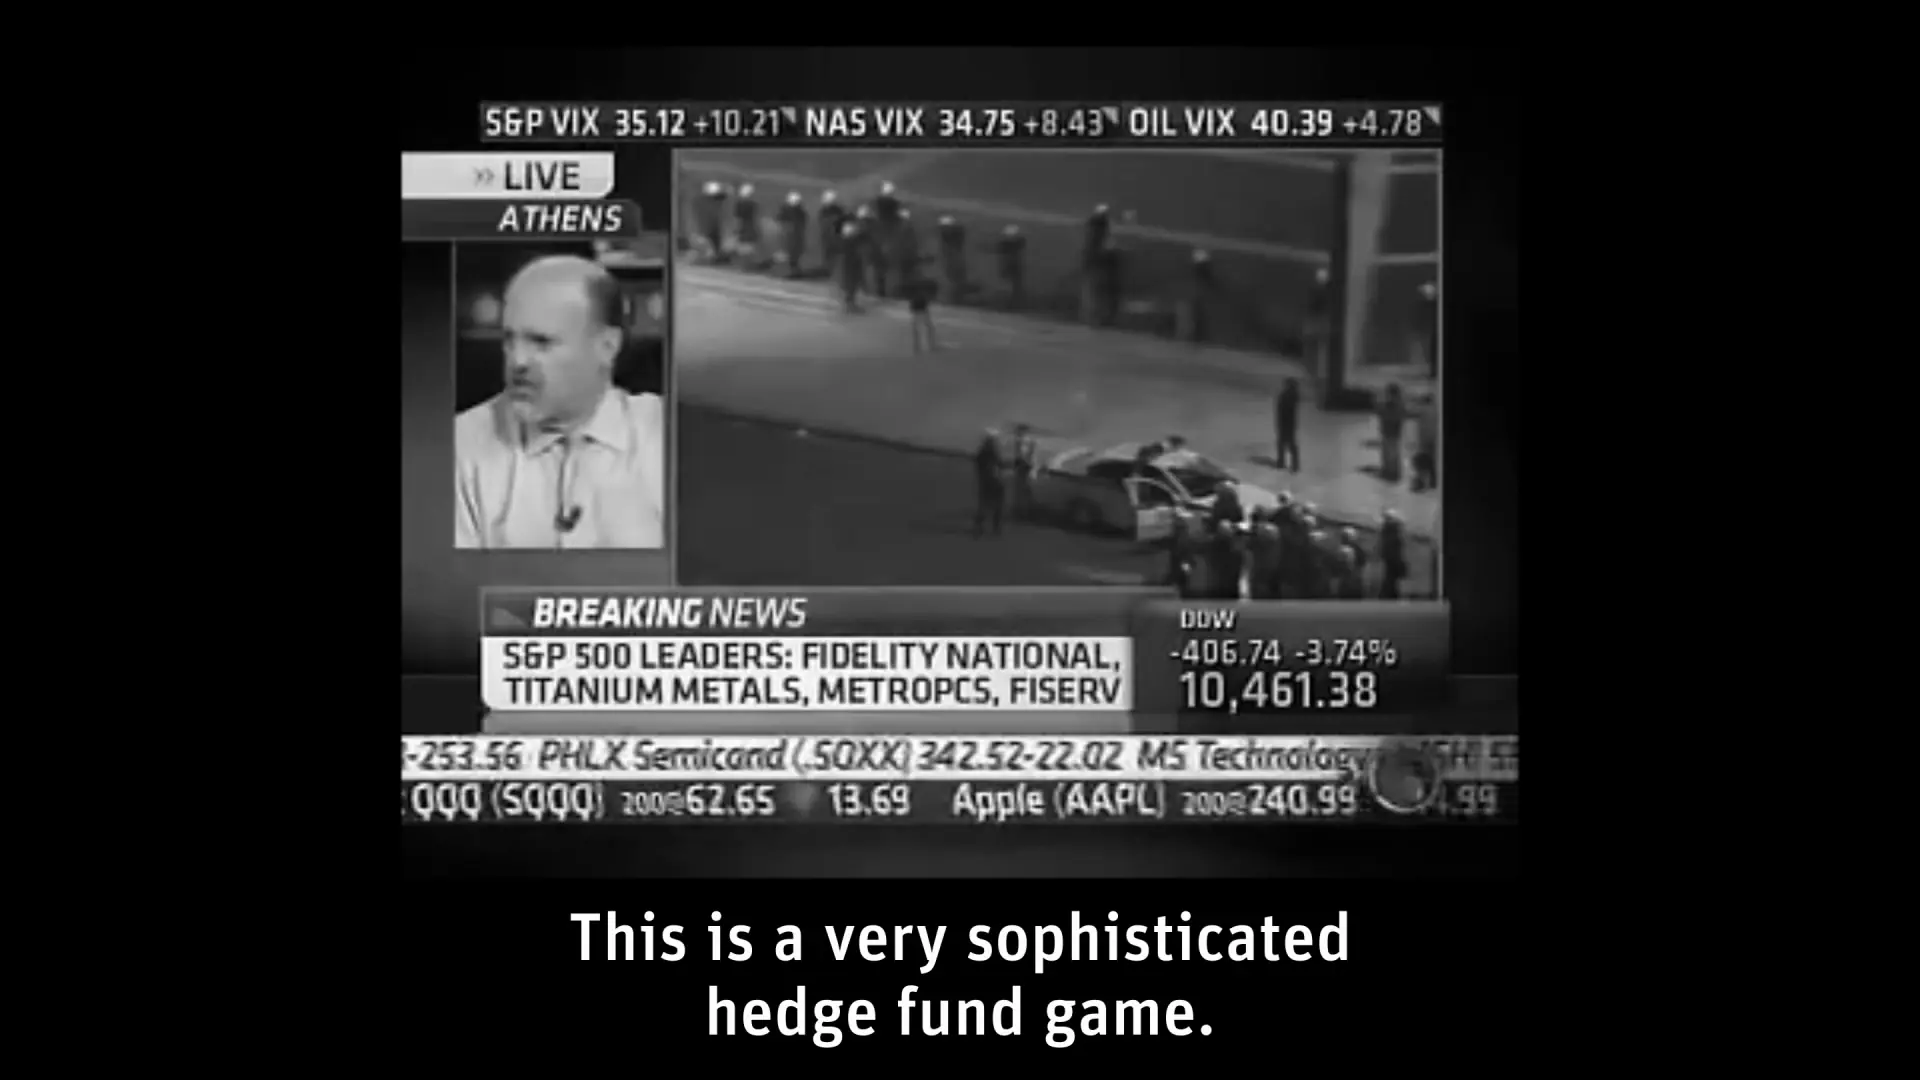 S&P VIX 35.12 +10.21 NAS VIX 34.75 +8.43 OIL VIX 40.39 +4.78
LIVE
ATHENS
BREAKING NEWS
S&P 500 LEADERS: FIDELITY NATIONAL,
TITANIUM METALS, METROPCS, FISERV
DOW
-406.74 -3.74%
10,461.38
-253.56 PHLX Semicond (.SOXX) 342.52-22.02 MS Technology
QQQ (SQQQ) 200@62.65 13.69 Apple (AAPL) 200@240.99
This is a very sophisticated
hedge fund game.